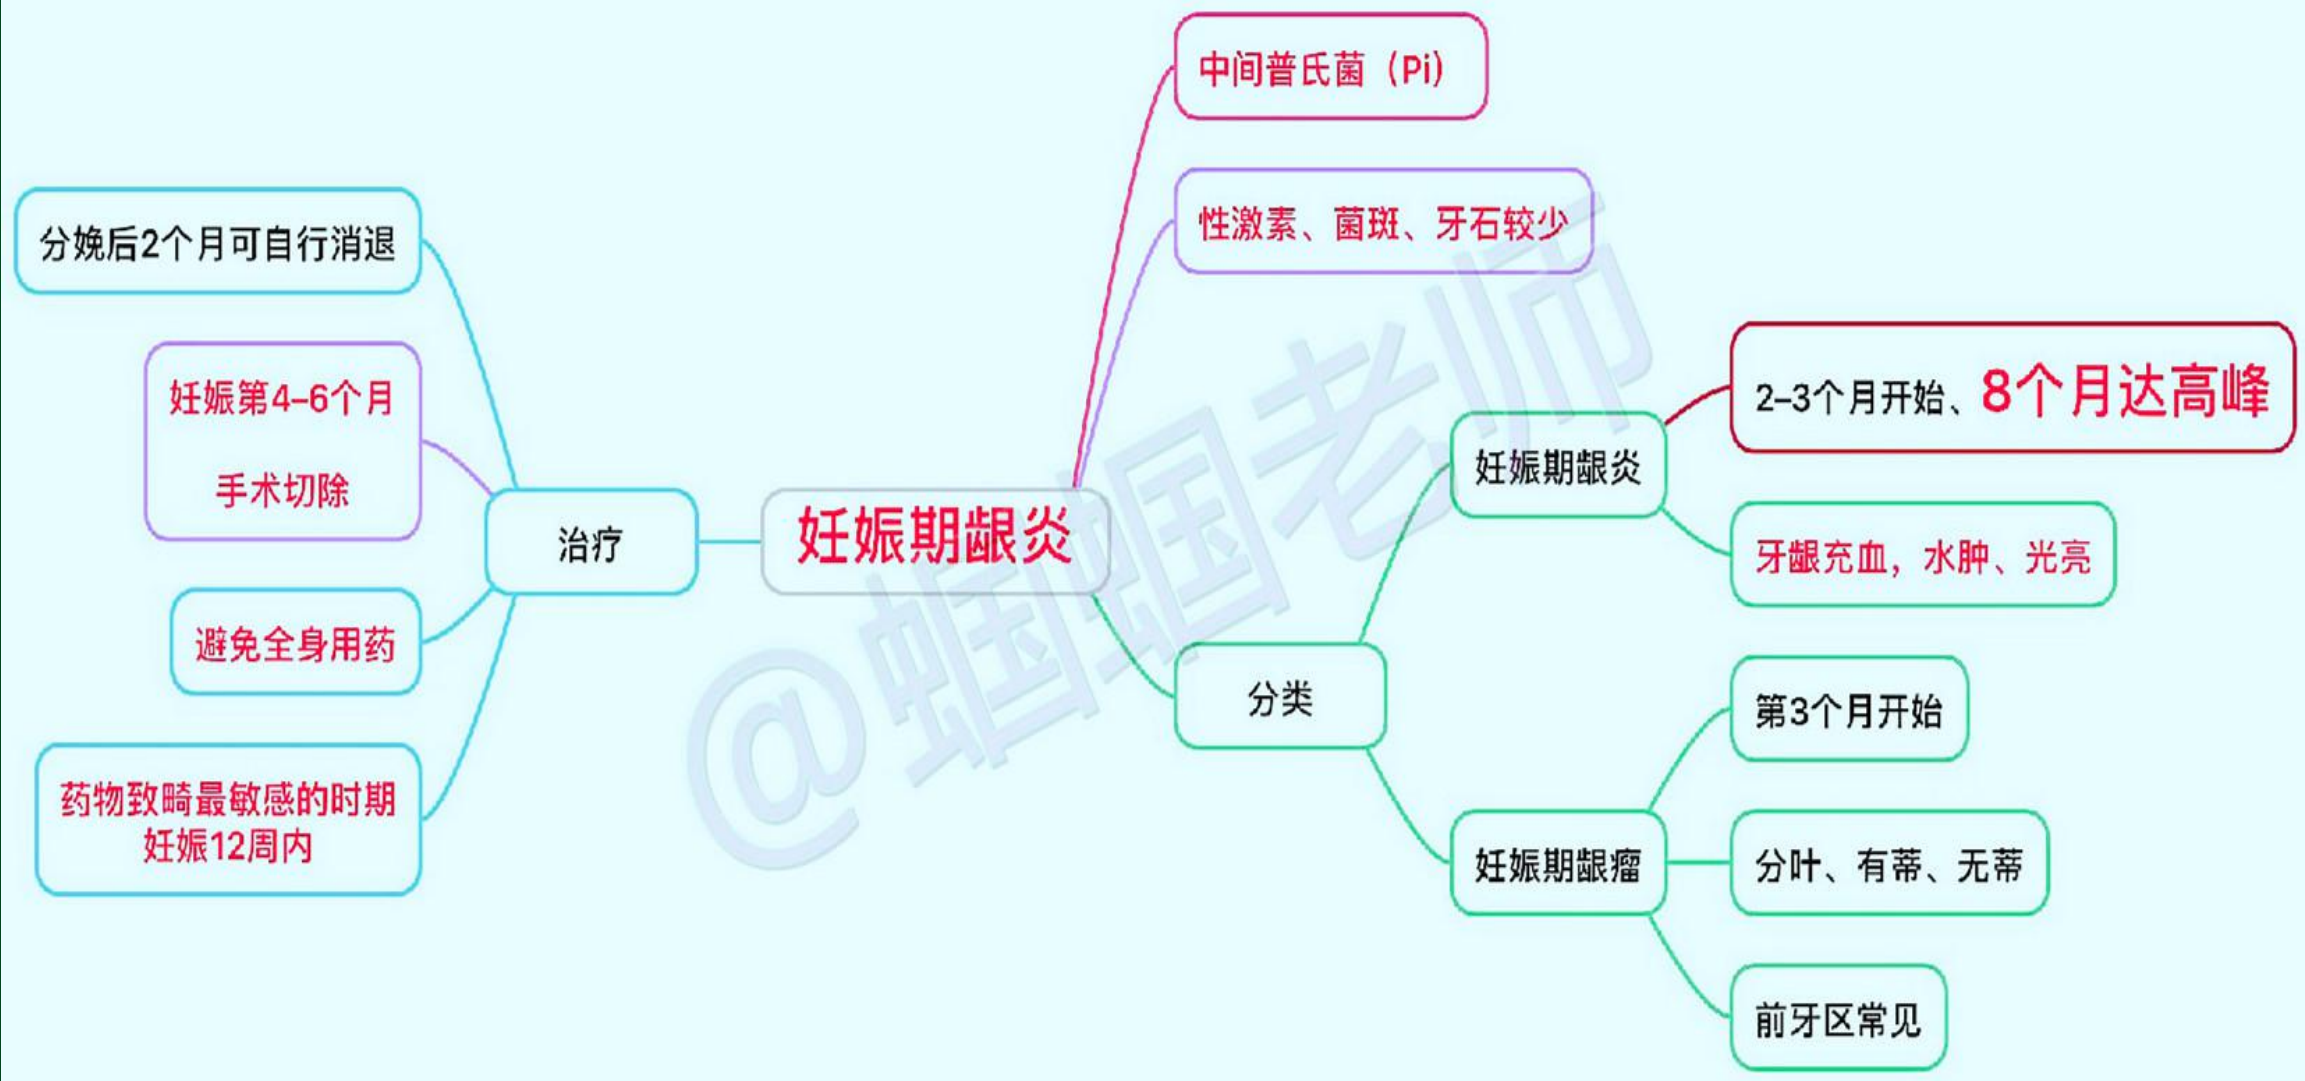 中间普氏菌（Pi）
性激素、菌斑、牙石较少
分娩后2个月可自行消退
妊娠第4–6个月
手术切除
避免全身用药
药物致畸最敏感的时期
妊娠12周内
治疗
妊娠期龈炎
分类
妊娠期龈炎
2–3个月开始、8个月达高峰
牙龈充血，水肿、光亮
妊娠期龈瘤
第3个月开始
分叶、有蒂、无蒂
前牙区常见
@蝈蝈老师